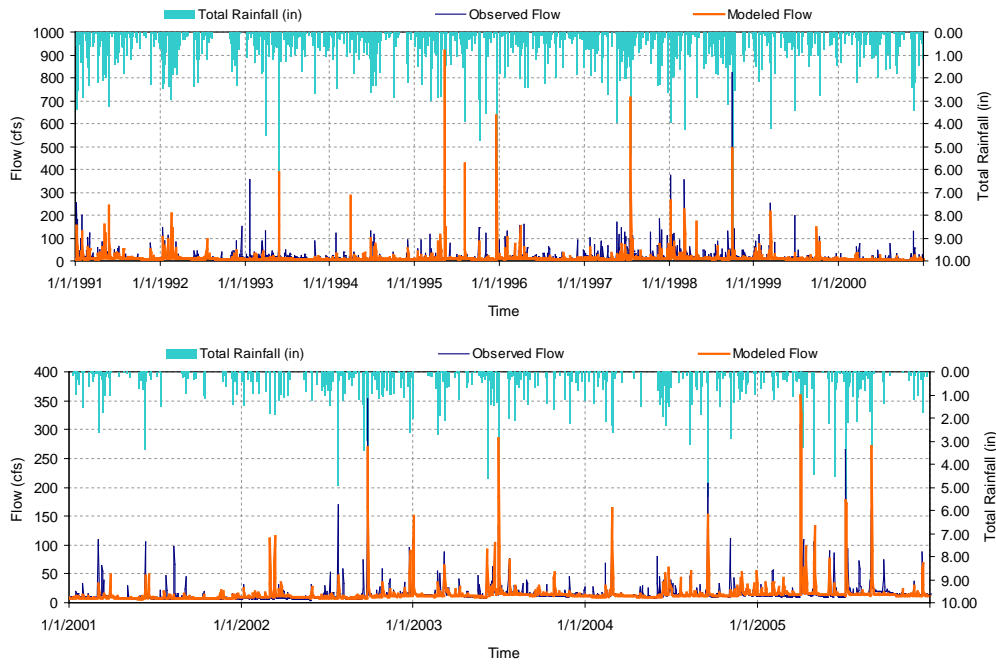 Total Rainfall (in) Observed Flow Modeled Flow
1000 0.00
900 1.00
800 2.00
700 3.00
600 4.00
500 5.00
400 6.00
300 7.00
200 8.00
100 9.00
0 10.00
Flow (cfs)
Total Rainfall (in)
1/1/1991 1/1/1992 1/1/1993 1/1/1994 1/1/1995 1/1/1996 1/1/1997 1/1/1998 1/1/1999 1/1/2000
Time
Total Rainfall (in) Observed Flow Modeled Flow
400 0.00
350 1.00
300 2.00
250 3.00
200 4.00
150 5.00
100 6.00
50 7.00
0 8.00
9.00
10.00
Flow (cfs)
Total Rainfall (in)
1/1/2001 1/1/2002 1/1/2003 1/1/2004 1/1/2005
Time